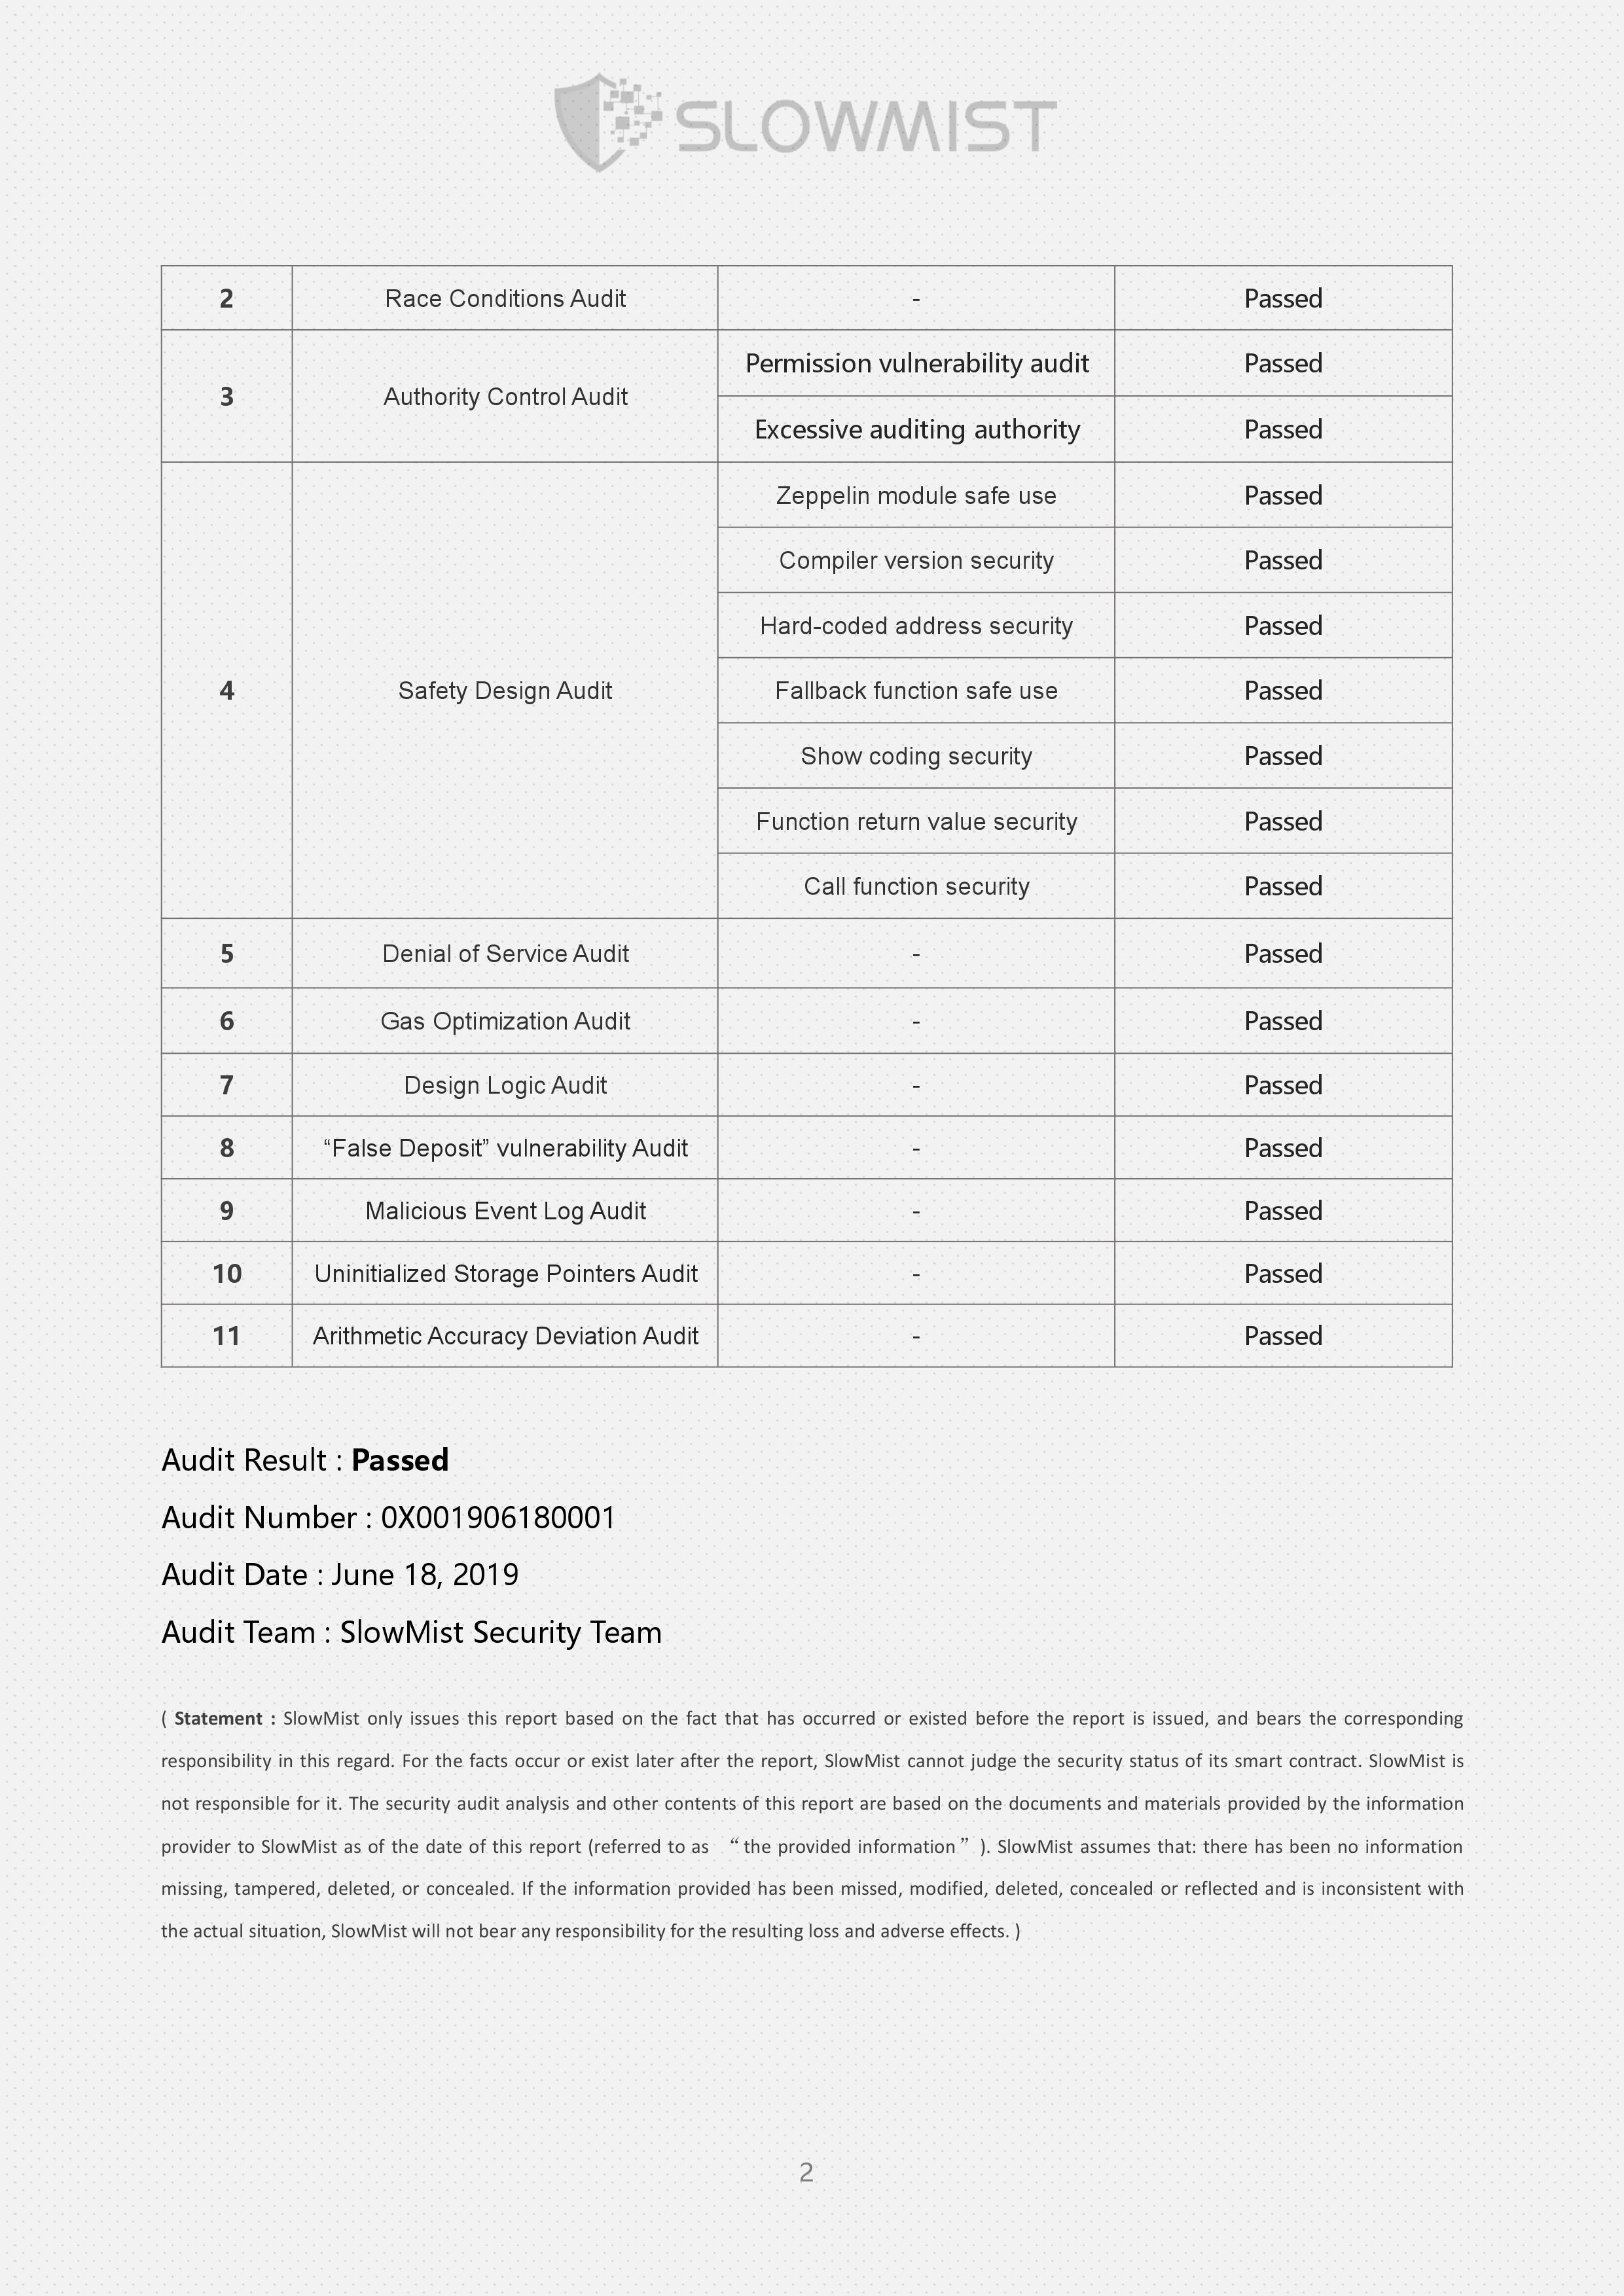 SLOWMIST
2 Race Conditions Audit - Passed
3 Authority Control Audit Permission vulnerability audit Passed
Excessive auditing authority Passed
4 Safety Design Audit Zeppelin module safe use Passed
Compiler version security Passed
Hard-coded address security Passed
Fallback function safe use Passed
Show coding security Passed
Function return value security Passed
Call function security Passed
5 Denial of Service Audit - Passed
6 Gas Optimization Audit - Passed
7 Design Logic Audit - Passed
8 “False Deposit” vulnerability Audit - Passed
9 Malicious Event Log Audit - Passed
10 Uninitialized Storage Pointers Audit - Passed
11 Arithmetic Accuracy Deviation Audit - Passed
Audit Result : Passed
Audit Number : 0X001906180001
Audit Date : June 18, 2019
Audit Team : SlowMist Security Team
( Statement : SlowMist only issues this report based on the fact that has occurred or existed before the report is issued, and bears the corresponding
responsibility in this regard. For the facts occur or exist later after the report, SlowMist cannot judge the security status of its smart contract. SlowMist is
not responsible for it. The security audit analysis and other contents of this report are based on the documents and materials provided by the information
provider to SlowMist as of the date of this report (referred to as “ the provided information ” ). SlowMist assumes that: there has been no information
missing, tampered, deleted, or concealed. If the information provided has been missed, modified, deleted, concealed or reflected and is inconsistent with
the actual situation, SlowMist will not bear any responsibility for the resulting loss and adverse effects. )
2